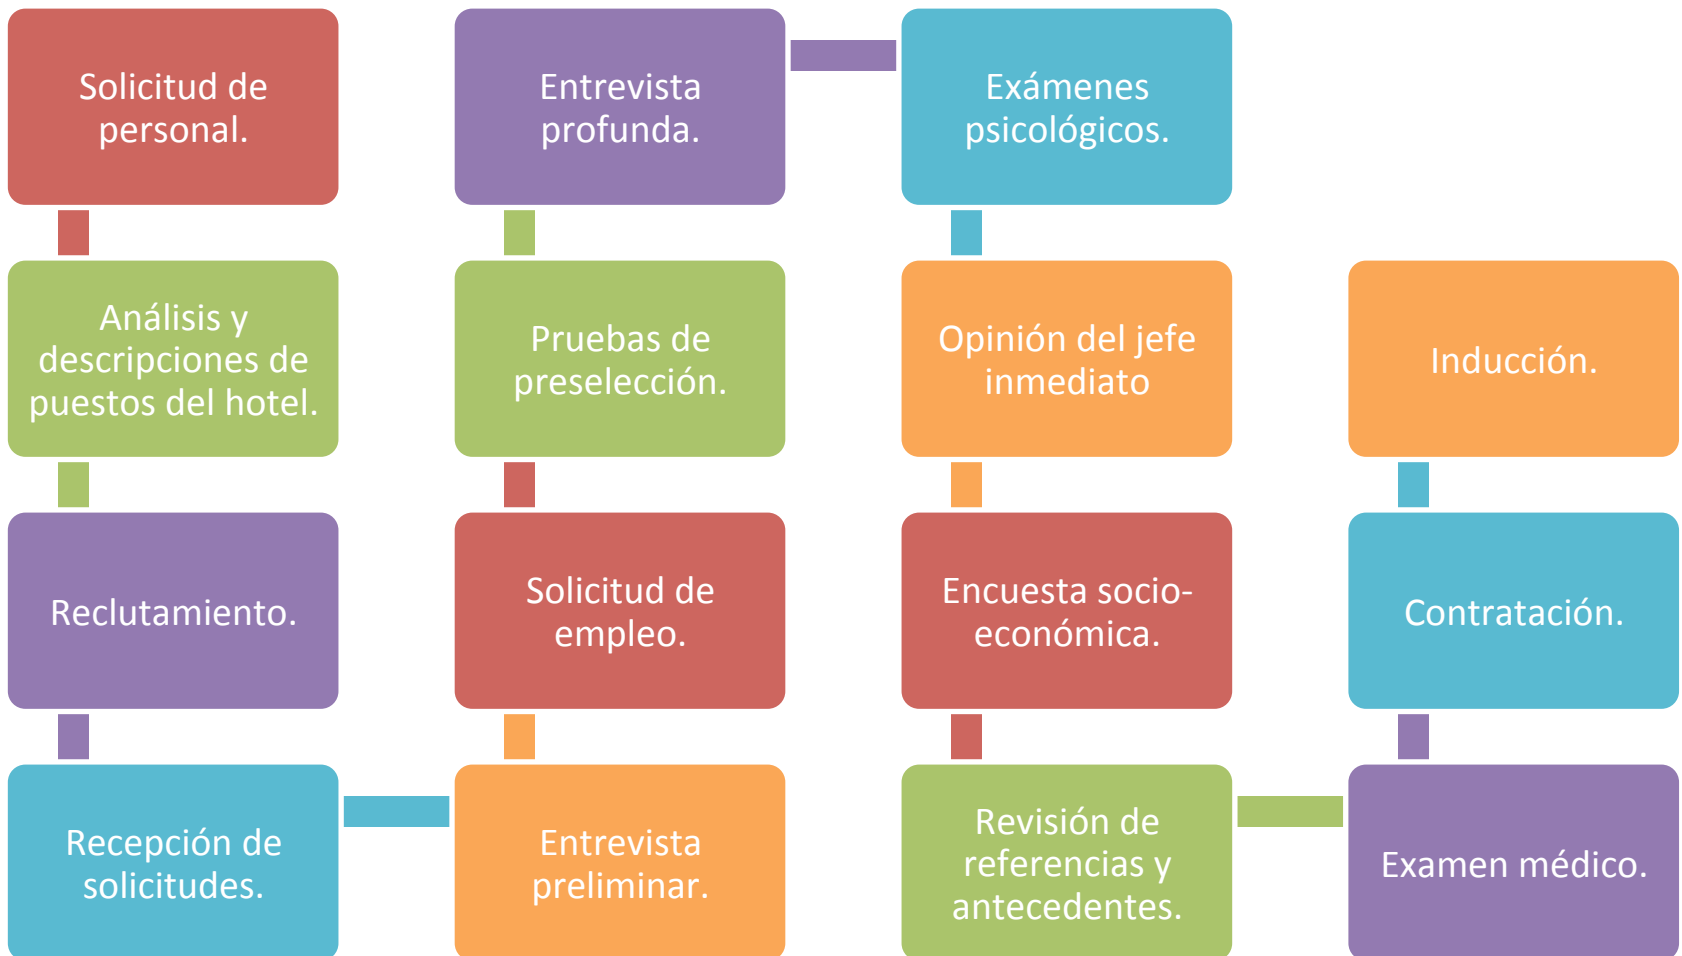 Solicitud de
personal.
Análisis y
descripciones de
puestos del hotel.
Reclutamiento.
Recepción de
solicitudes.
Entrevista
preliminar.
Solicitud de
empleo.
Pruebas de
preselección.
Entrevista
profunda.
Exámenes
psicológicos.
Opinión del jefe
inmediato
Encuesta socio-
económica.
Revisión de
referencias y
antecedentes.
Examen médico.
Contratación.
Inducción.